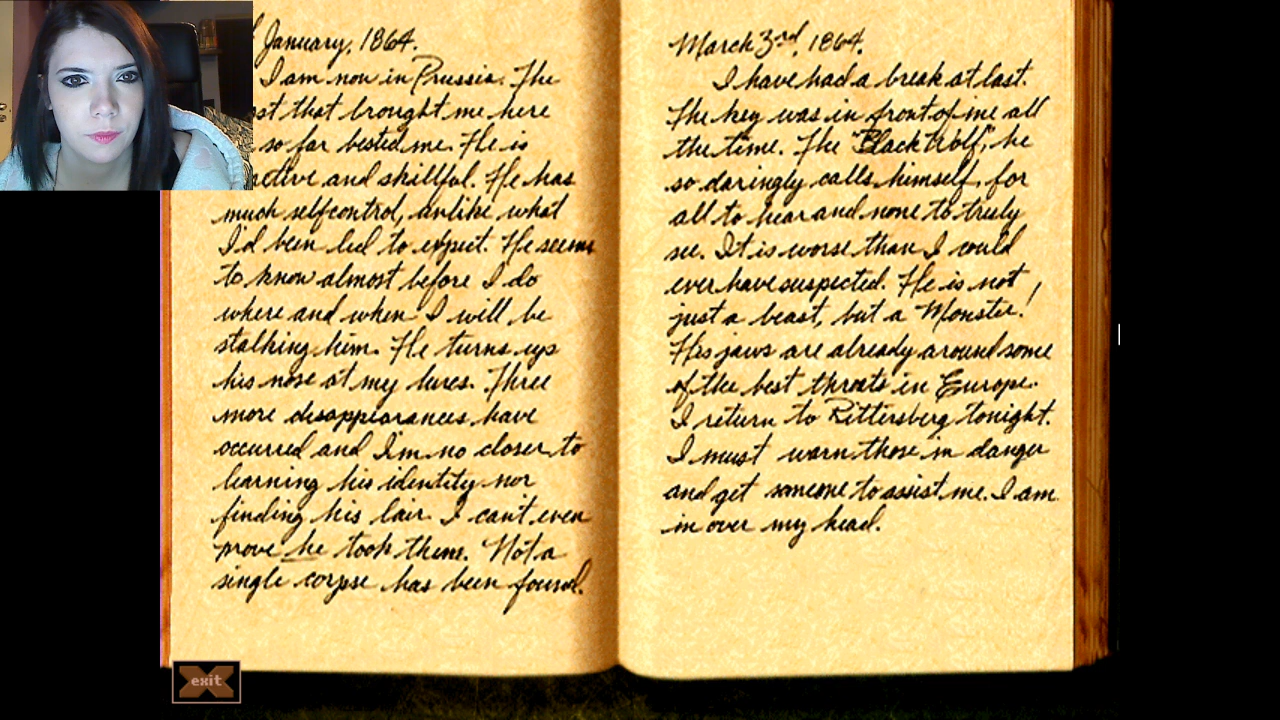 January, 1864.
I am now in Prussia. The
that brought me here
so far bested me. He is
and skillful. He has
much selfcontrol, unlike what
I'd been led to expect. He seems
to know almost before I do
where and when I will be
stalking him. He turns up
his nose at my lures. Three
more disappearances have
occurred and I'm no closer to
learning his identity nor
finding his lair. I can't even
prove he took them. Not a
single corpse has been found.
March 3rd, 1864.
I have had a break at last.
The key was in front of me all
the time. The "Black Wolf," he
so daringly calls himself, for
all to hear and none to truly
see. It is worse than I could
ever have suspected. He is not
just a beast, but a Monster!
His jaws are already around some
of the best throats in Europe.
I return to Rittersberg tonight.
I must warn those in danger
and get someone to assist me. I am
in over my head.
exit